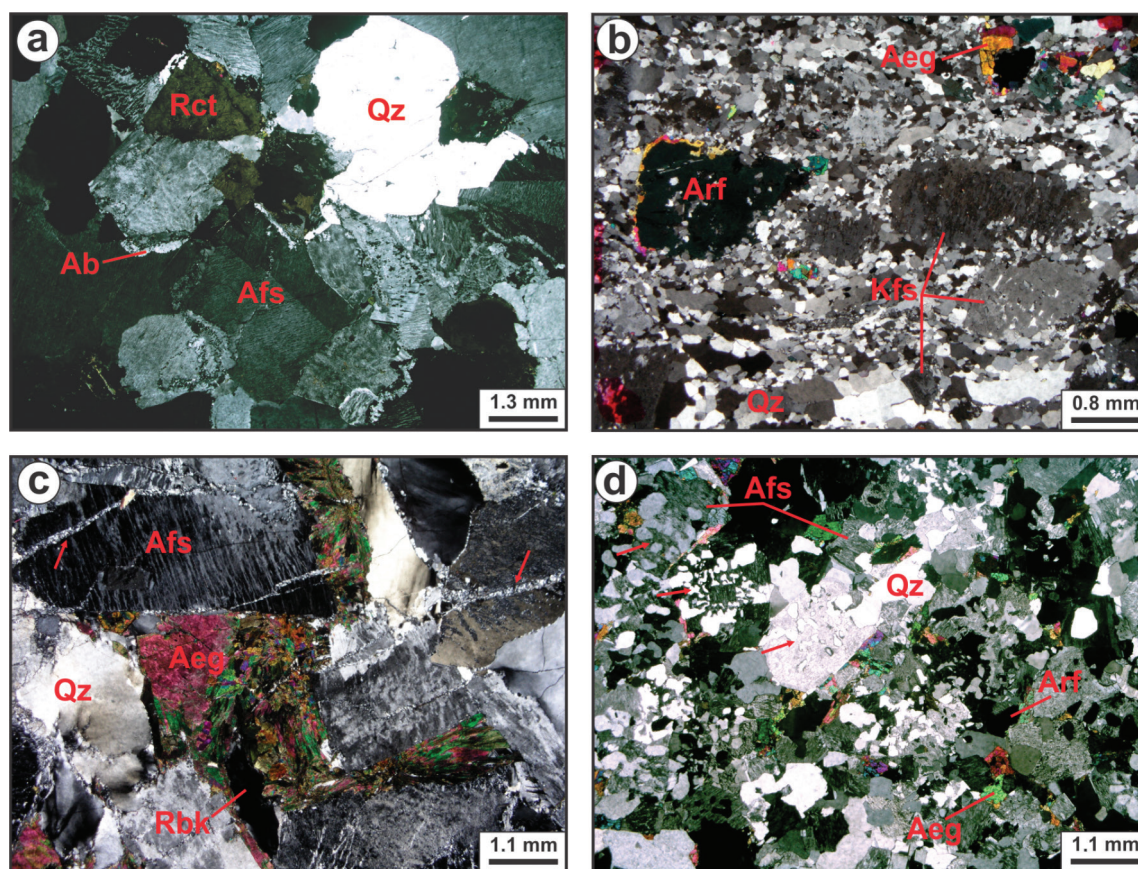 a
Rct
Qz
Ab
Afs
1.3 mm
b
Aeg
Arf
Kfs
Qz
0.8 mm
c
Afs
Aeg
Qz
Rbk
1.1 mm
d
Afs
Qz
Arf
Aeg
1.1 mm